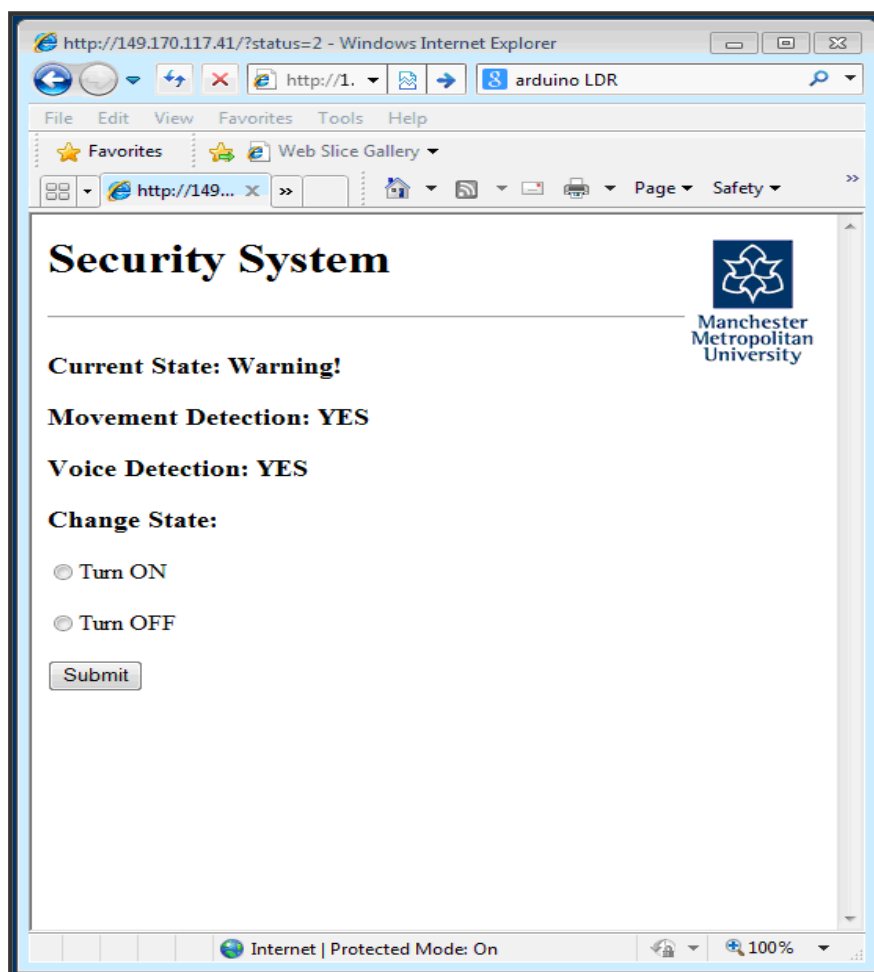 http://149.170.117.41/?status=2 - Windows Internet Explorer
http://1. arduino LDR
File Edit View Favorites Tools Help
Favorites Web Slice Gallery
http://149... x » Page Safety »
Security System
Manchester
Metropolitan
University
Current State: Warning!
Movement Detection: YES
Voice Detection: YES
Change State:
Turn ON
Turn OFF
Submit
Internet | Protected Mode: On 100%